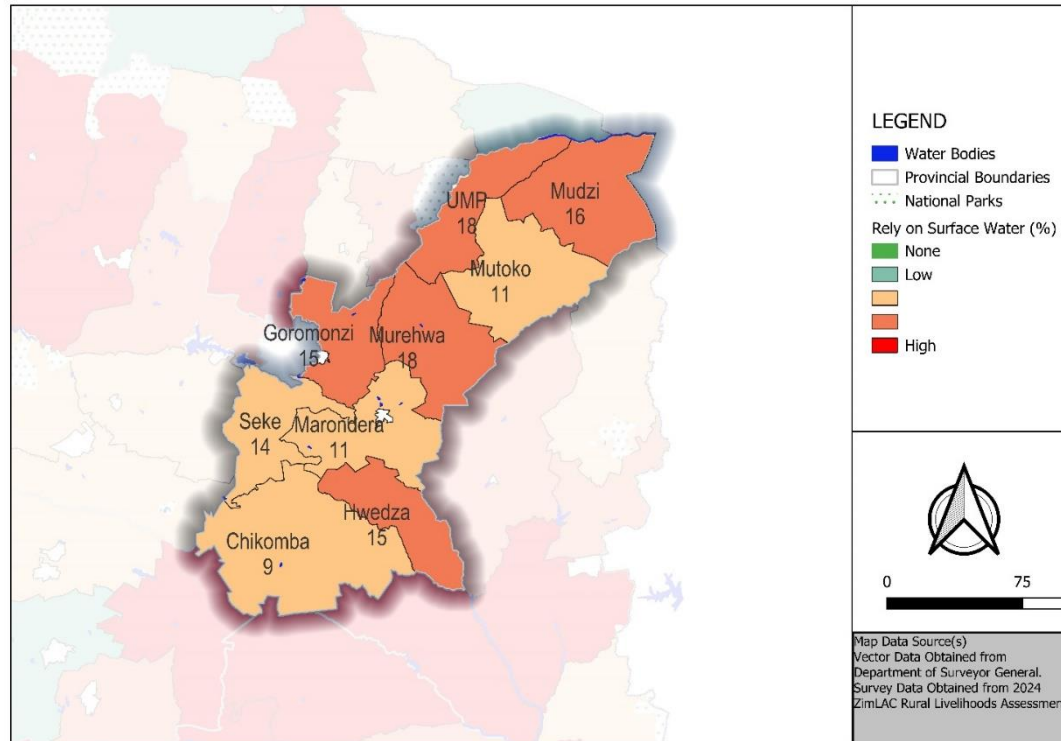 UMP
18
Mudzi
16
Mutoko
11
Goromonzi
15
Murehwa
18
Seke
14
Marondera
11
Hwedza
15
Chikomba
9
LEGEND
Water Bodies
Provincial Boundaries
National Parks
Rely on Surface Water (%)
None
Low
High
0 75
Map Data Source(s)
Vector Data Obtained from
Department of Surveyor General.
Survey Data Obtained from 2024
ZimLAC Rural Livelihoods Assessmen